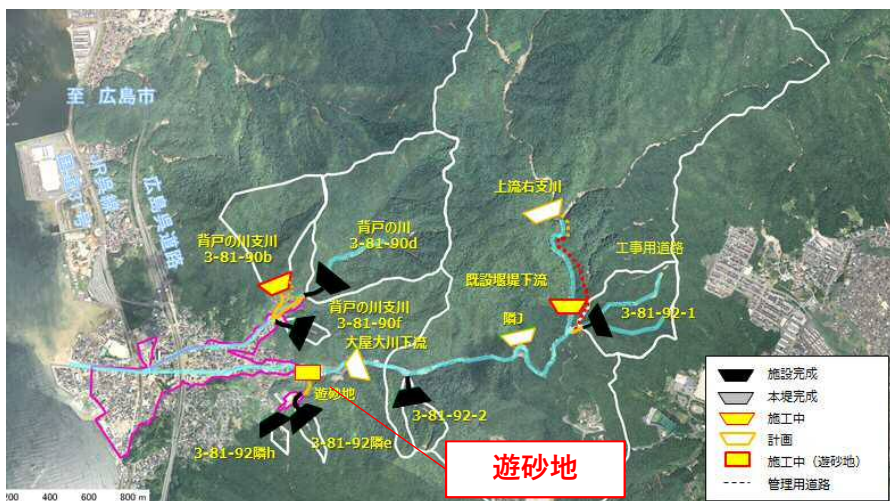 至 広島市
JR呉線
国道31号
広島呉道路
背戸の川支川
3-81-90b
背戸の川
3-81-90d
背戸の川支川
3-81-90f
大屋大川下流
上流右支川
工事用道路
既設堰堤下流
隣J
3-81-92-1
遊砂地
3-81-92-2
3-81-92隣h
3-81-92隣e
遊砂地
施設完成
本堤完成
施工中
計画
施工中（遊砂地）
管理用道路
200 0 200 400 600 800 m